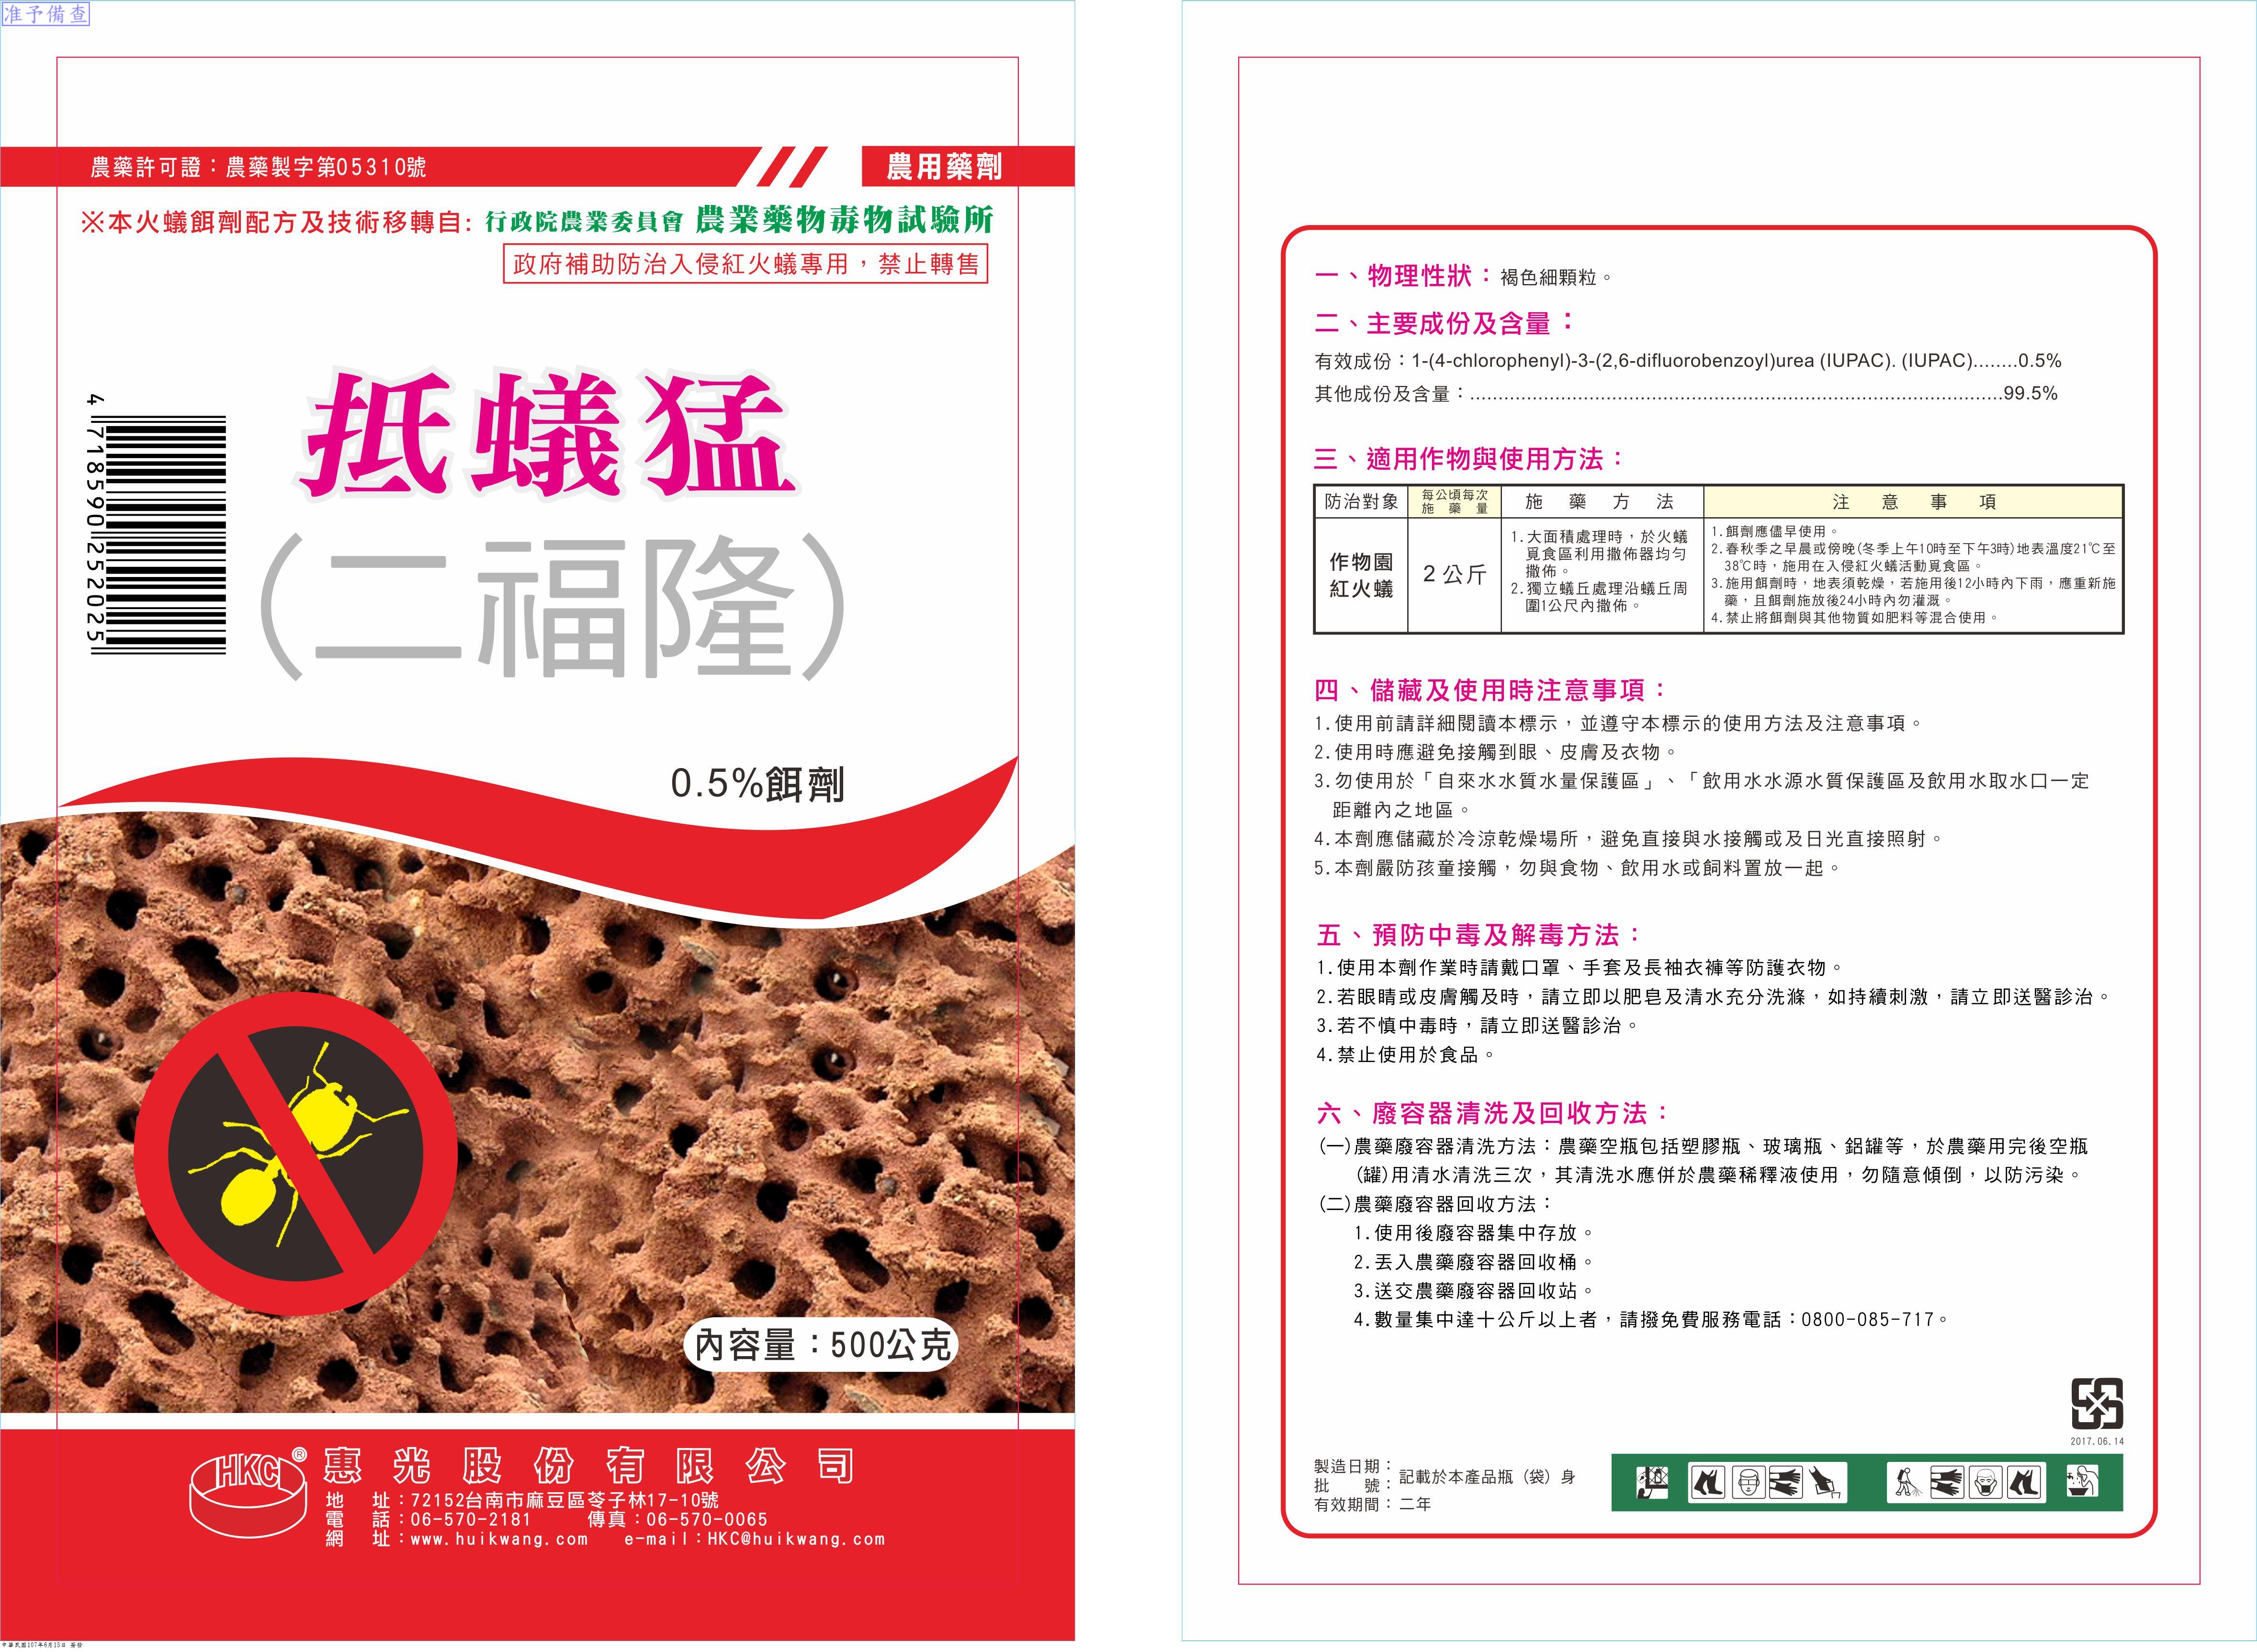 准予備查
農藥許可證：農藥製字第05310號
農用藥劑
※本火蟻餌劑配方及技術移轉自: 行政院農業委員會 農業藥物毒物試驗所
政府補助防治入侵紅火蟻專用，禁止轉售
抵蟻猛
(二福隆)
4 718590 252025
0.5%餌劑
內容量：500公克
HKC ® 惠光股份有限公司
地　址：72152台南市麻豆區苓子林17-10號
電　話：06-570-2181　傳真：06-570-0065
網　址：www.huikwang.com　e-mail：HKC@huikwang.com
中華民國107年6月15日 簽發
一、物理性狀：褐色細顆粒。
二、主要成份及含量：
有效成份：1-(4-chlorophenyl)-3-(2,6-difluorobenzoyl)urea (IUPAC). (IUPAC)........0.5%
其他成份及含量：..............................................................................................99.5%
三、適用作物與使用方法：
防治對象　每公頃每次施藥量　施藥方法　注意事項
作物園
紅火蟻
2公斤
1.大面積處理時，於火蟻
覓食區利用撒佈器均勻
撒佈。
2.獨立蟻丘處理沿蟻丘周
圍1公尺內撒佈。
1.餌劑應儘早使用。
2.春秋季之早晨或傍晚(冬季上午10時至下午3時)地表溫度21℃至
38℃時，施用在入侵紅火蟻活動覓食區。
3.施用餌劑時，地表須乾燥，若施用後12小時內下雨，應重新施
藥，且餌劑施放後24小時內勿灌溉。
4.禁止將餌劑與其他物質如肥料等混合使用。
四、儲藏及使用時注意事項：
1.使用前請詳細閱讀本標示，並遵守本標示的使用方法及注意事項。
2.使用時應避免接觸到眼、皮膚及衣物。
3.勿使用於「自來水水質水量保護區」、「飲用水水源水質保護區及飲用水取水口一定
距離內之地區。
4.本劑應儲藏於冷涼乾燥場所，避免直接與水接觸或及日光直接照射。
5.本劑嚴防孩童接觸，勿與食物、飲用水或飼料置放一起。
五、預防中毒及解毒方法：
1.使用本劑作業時請戴口罩、手套及長袖衣褲等防護衣物。
2.若眼睛或皮膚觸及時，請立即以肥皂及清水充分洗滌，如持續刺激，請立即送醫診治。
3.若不慎中毒時，請立即送醫診治。
4.禁止使用於食品。
六、廢容器清洗及回收方法：
(一)農藥廢容器清洗方法：農藥空瓶包括塑膠瓶、玻璃瓶、鋁罐等，於農藥用完後空瓶
(罐)用清水清洗三次，其清洗水應併於農藥稀釋液使用，勿隨意傾倒，以防污染。
(二)農藥廢容器回收方法：
1.使用後廢容器集中存放。
2.丟入農藥廢容器回收桶。
3.送交農藥廢容器回收站。
4.數量集中達十公斤以上者，請撥免費服務電話：0800-085-717。
2017.06.14
製造日期：
批　　號：記載於本產品瓶（袋）身
有效期間：二年